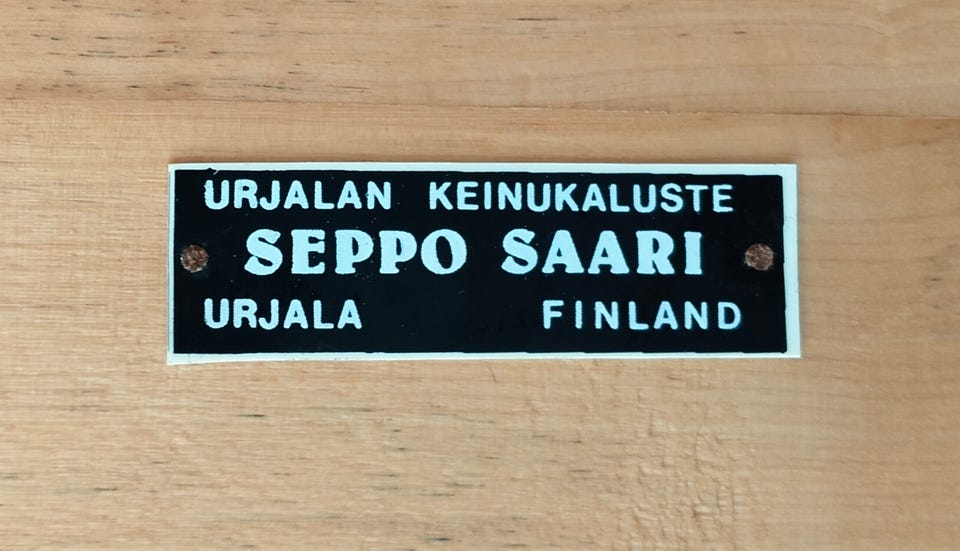 URJALAN KEINUKALUSTE
SEPPO SAARI
URJALA FINLAND